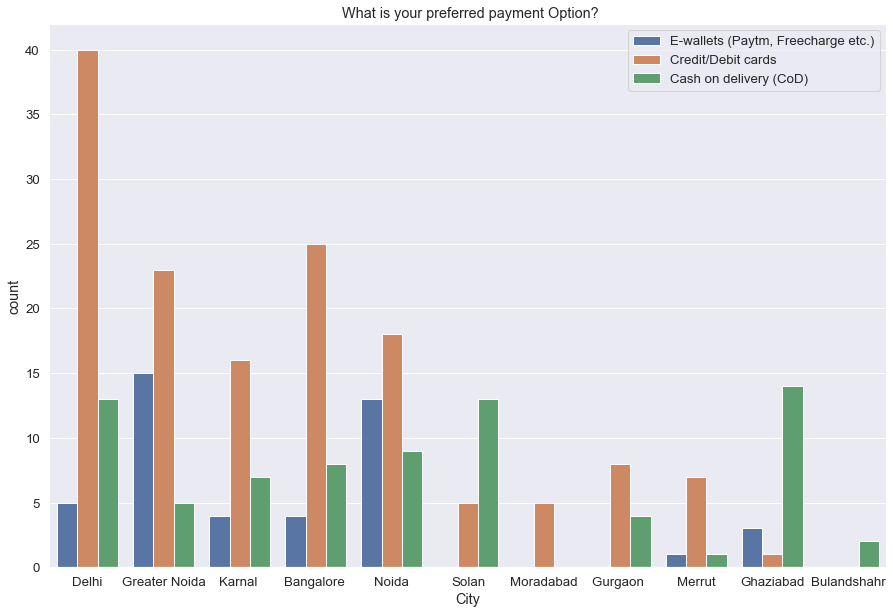 What is your preferred payment Option?
E-wallets (Paytm, Freecharge etc.)
Credit/Debit cards
Cash on delivery (CoD)
count
40
35
30
25
20
15
10
5
0
Delhi Greater Noida Karnal Bangalore Noida Solan Moradabad Gurgaon Merrut Ghaziabad Bulandshahr
City